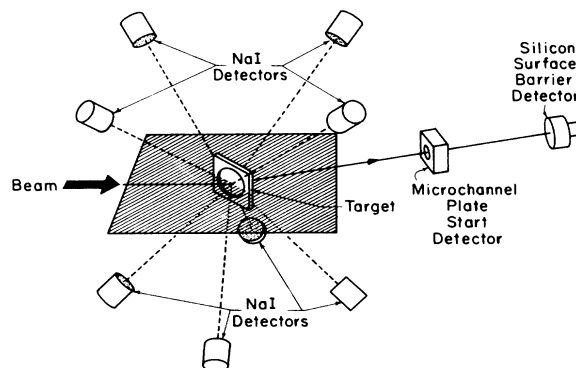 NaI
Detectors
Silicon
Surface
Barrier
Detector
Beam
Target
Microchannel
Plate
Start
Detector
NaI
Detectors